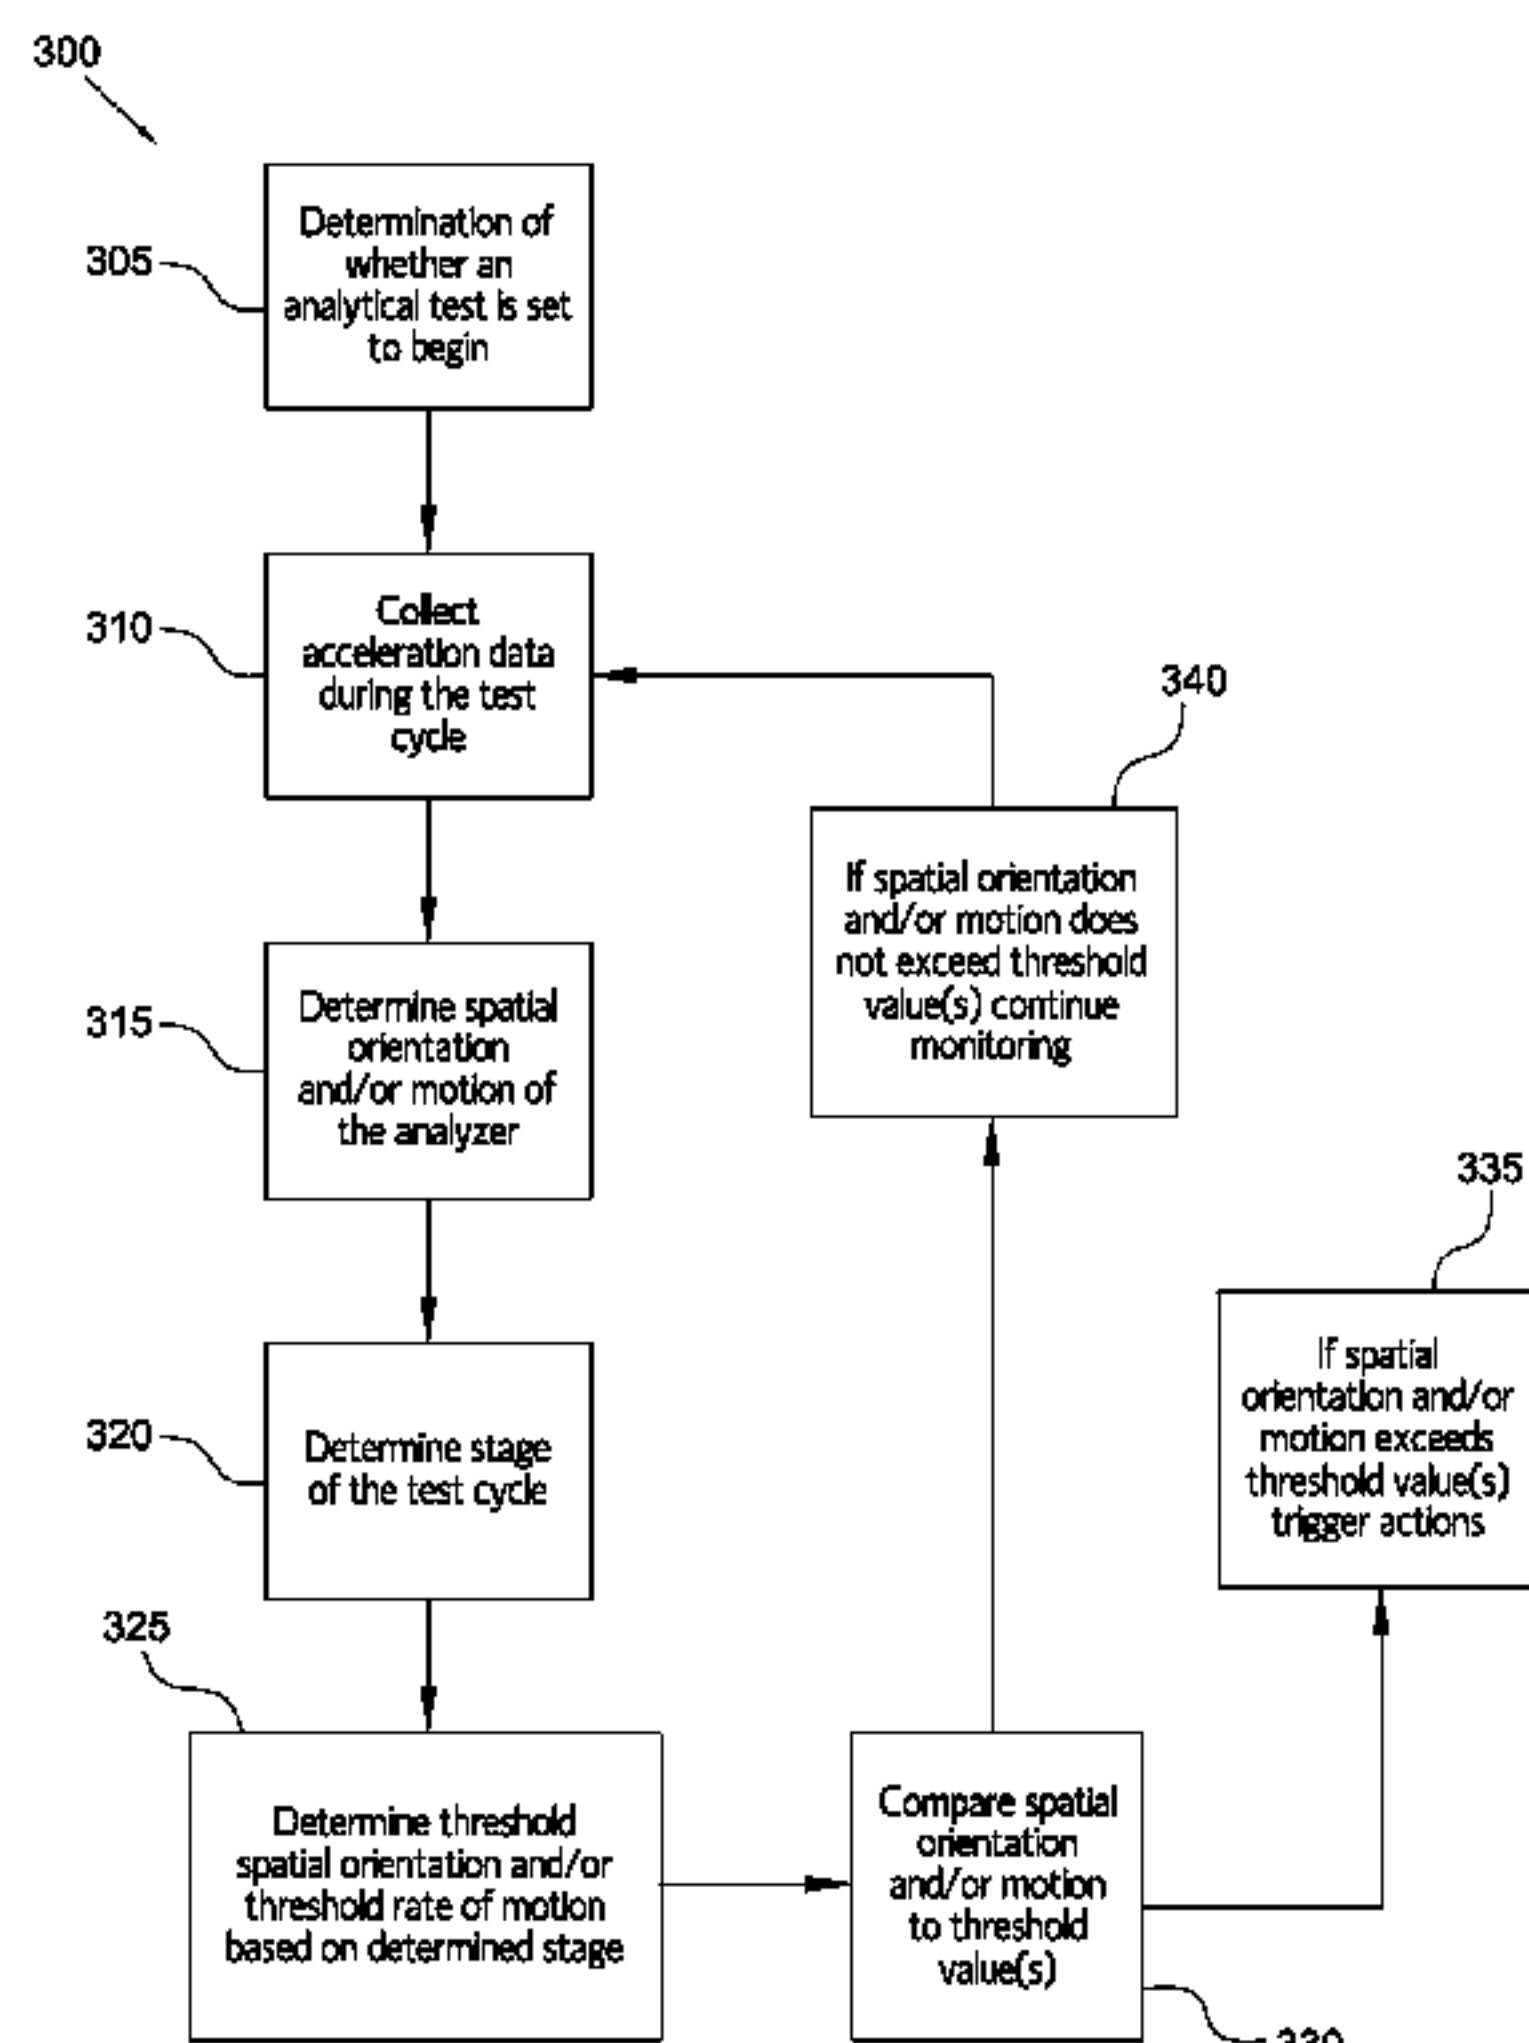 300
305
Determination of
whether an
analytical test is set
to begin
310
Collect
acceleration data
during the test
cycle
340
If spatial orientation
and/or motion does
not exceed threshold
value(s) continue
monitoring
315
Determine spatial
orientation
and/or motion of
the analyzer
335
If spatial
orientation and/or
motion exceeds
threshold value(s)
trigger actions
320
Determine stage
of the test cycle
325
Determine threshold
spatial orientation and/or
threshold rate of motion
based on determined stage
Compare spatial
orientation
and/or motion
to threshold
value(s)